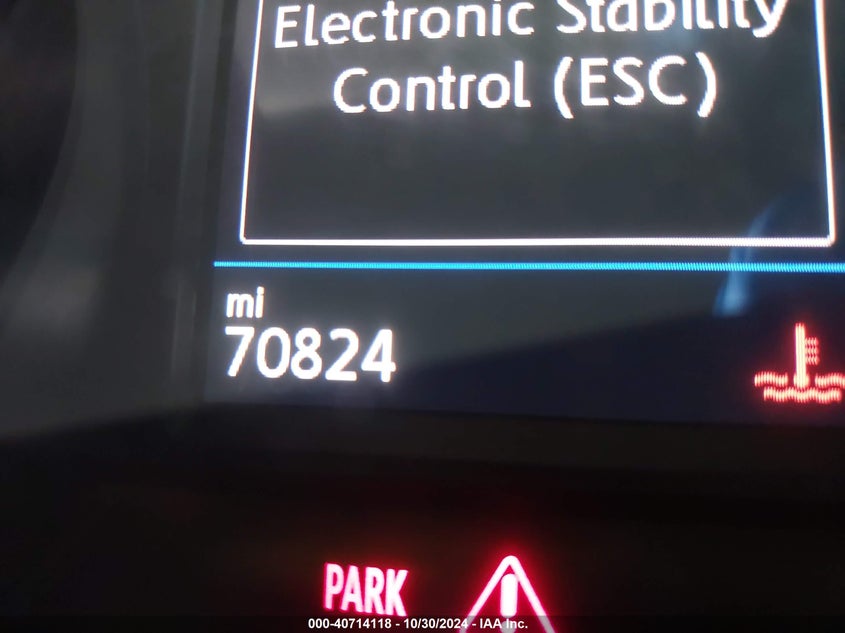 Electronic Stability
Control (ESC)
mi
70824
PARK
000-40714118 - 10/30/2024 - IAA Inc.